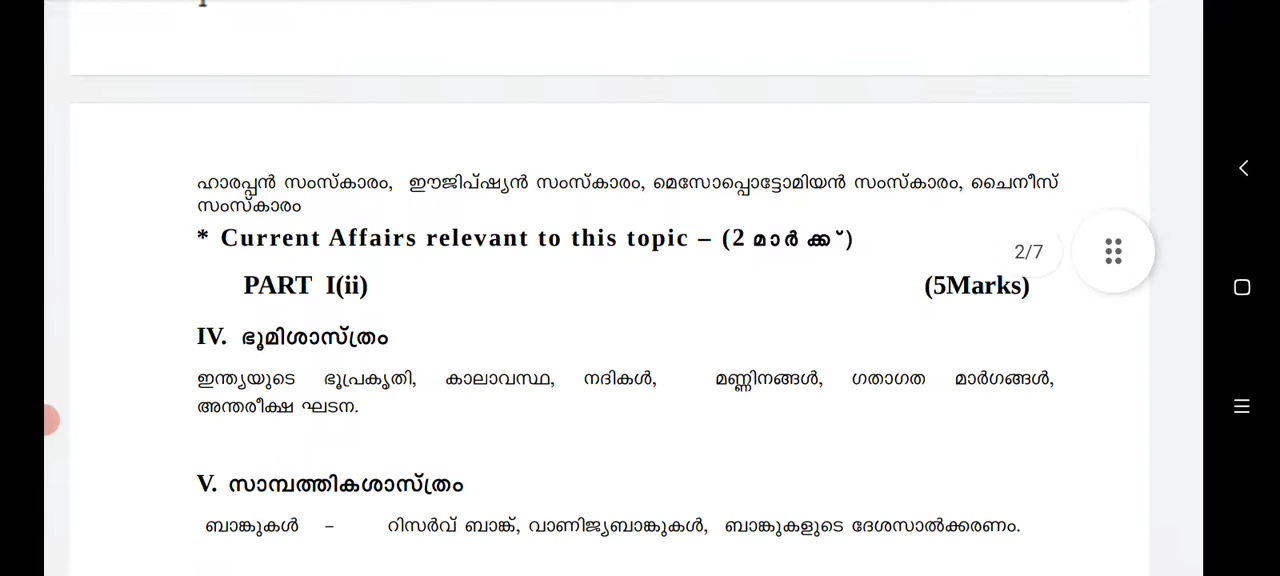 ഹാരപ്പൻ സംസ്കാരം, ഈജിപ്ഷ്യൻ സംസ്കാരം, മെസോപ്പൊട്ടോമിയൻ സംസ്കാരം, ചൈനീസ്
സംസ്കാരം
* Current Affairs relevant to this topic – (2 മാർക്ക്)
2/7
PART I(ii) (5Marks)
IV. ഭൂമിശാസ്ത്രം
ഇന്ത്യയുടെ ഭൂപ്രകൃതി, കാലാവസ്ഥ, നദികൾ, മണ്ണിനങ്ങൾ, ഗതാഗത മാർഗങ്ങൾ,
അന്തരീക്ഷ ഘടന.
V. സാമ്പത്തികശാസ്ത്രം
ബാങ്കുകൾ – റിസർവ് ബാങ്ക്, വാണിജ്യബാങ്കുകൾ, ബാങ്കുകളുടെ ദേശസാൽക്കരണം.